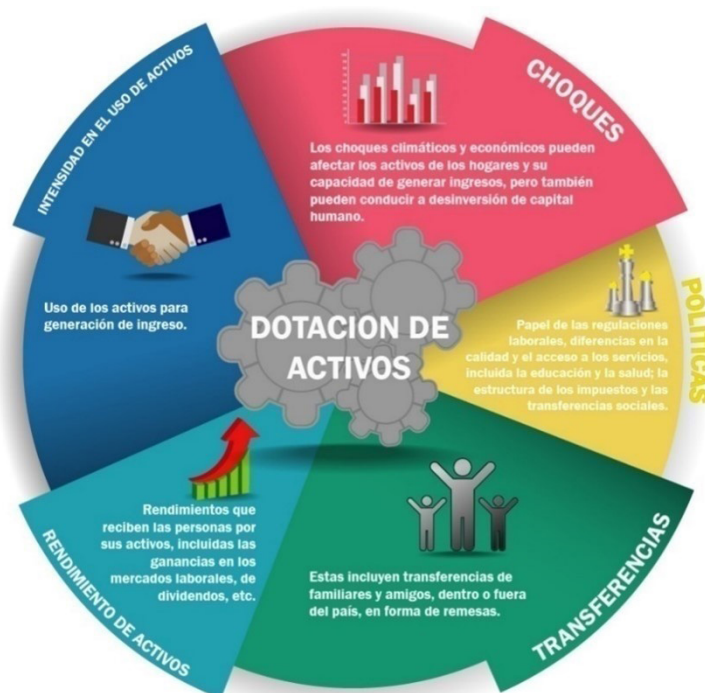 INTENSIDAD EN EL USO DE ACTIVOS
Uso de los activos para
generación de ingreso.
CHOQUES
Los choques climáticos y económicos pueden
afectar los activos de los hogares y su
capacidad de generar ingresos, pero también
pueden conducir a desinversión de capital
humano.
DOTACION DE
ACTIVOS
POLÍTICAS
Papel de las regulaciones
laborales, diferencias en la
calidad y el acceso a los servicios,
incluida la educación y la salud; la
estructura de los impuestos y las
transferencias sociales.
RENDIMIENTO DE ACTIVOS
Rendimientos que
reciben las personas por
sus activos, incluidas las
ganancias en los
mercados laborales, de
dividendos, etc.
TRANSFERENCIAS
Estas incluyen transferencias de
familiares y amigos, dentro o fuera
del país, en forma de remesas.